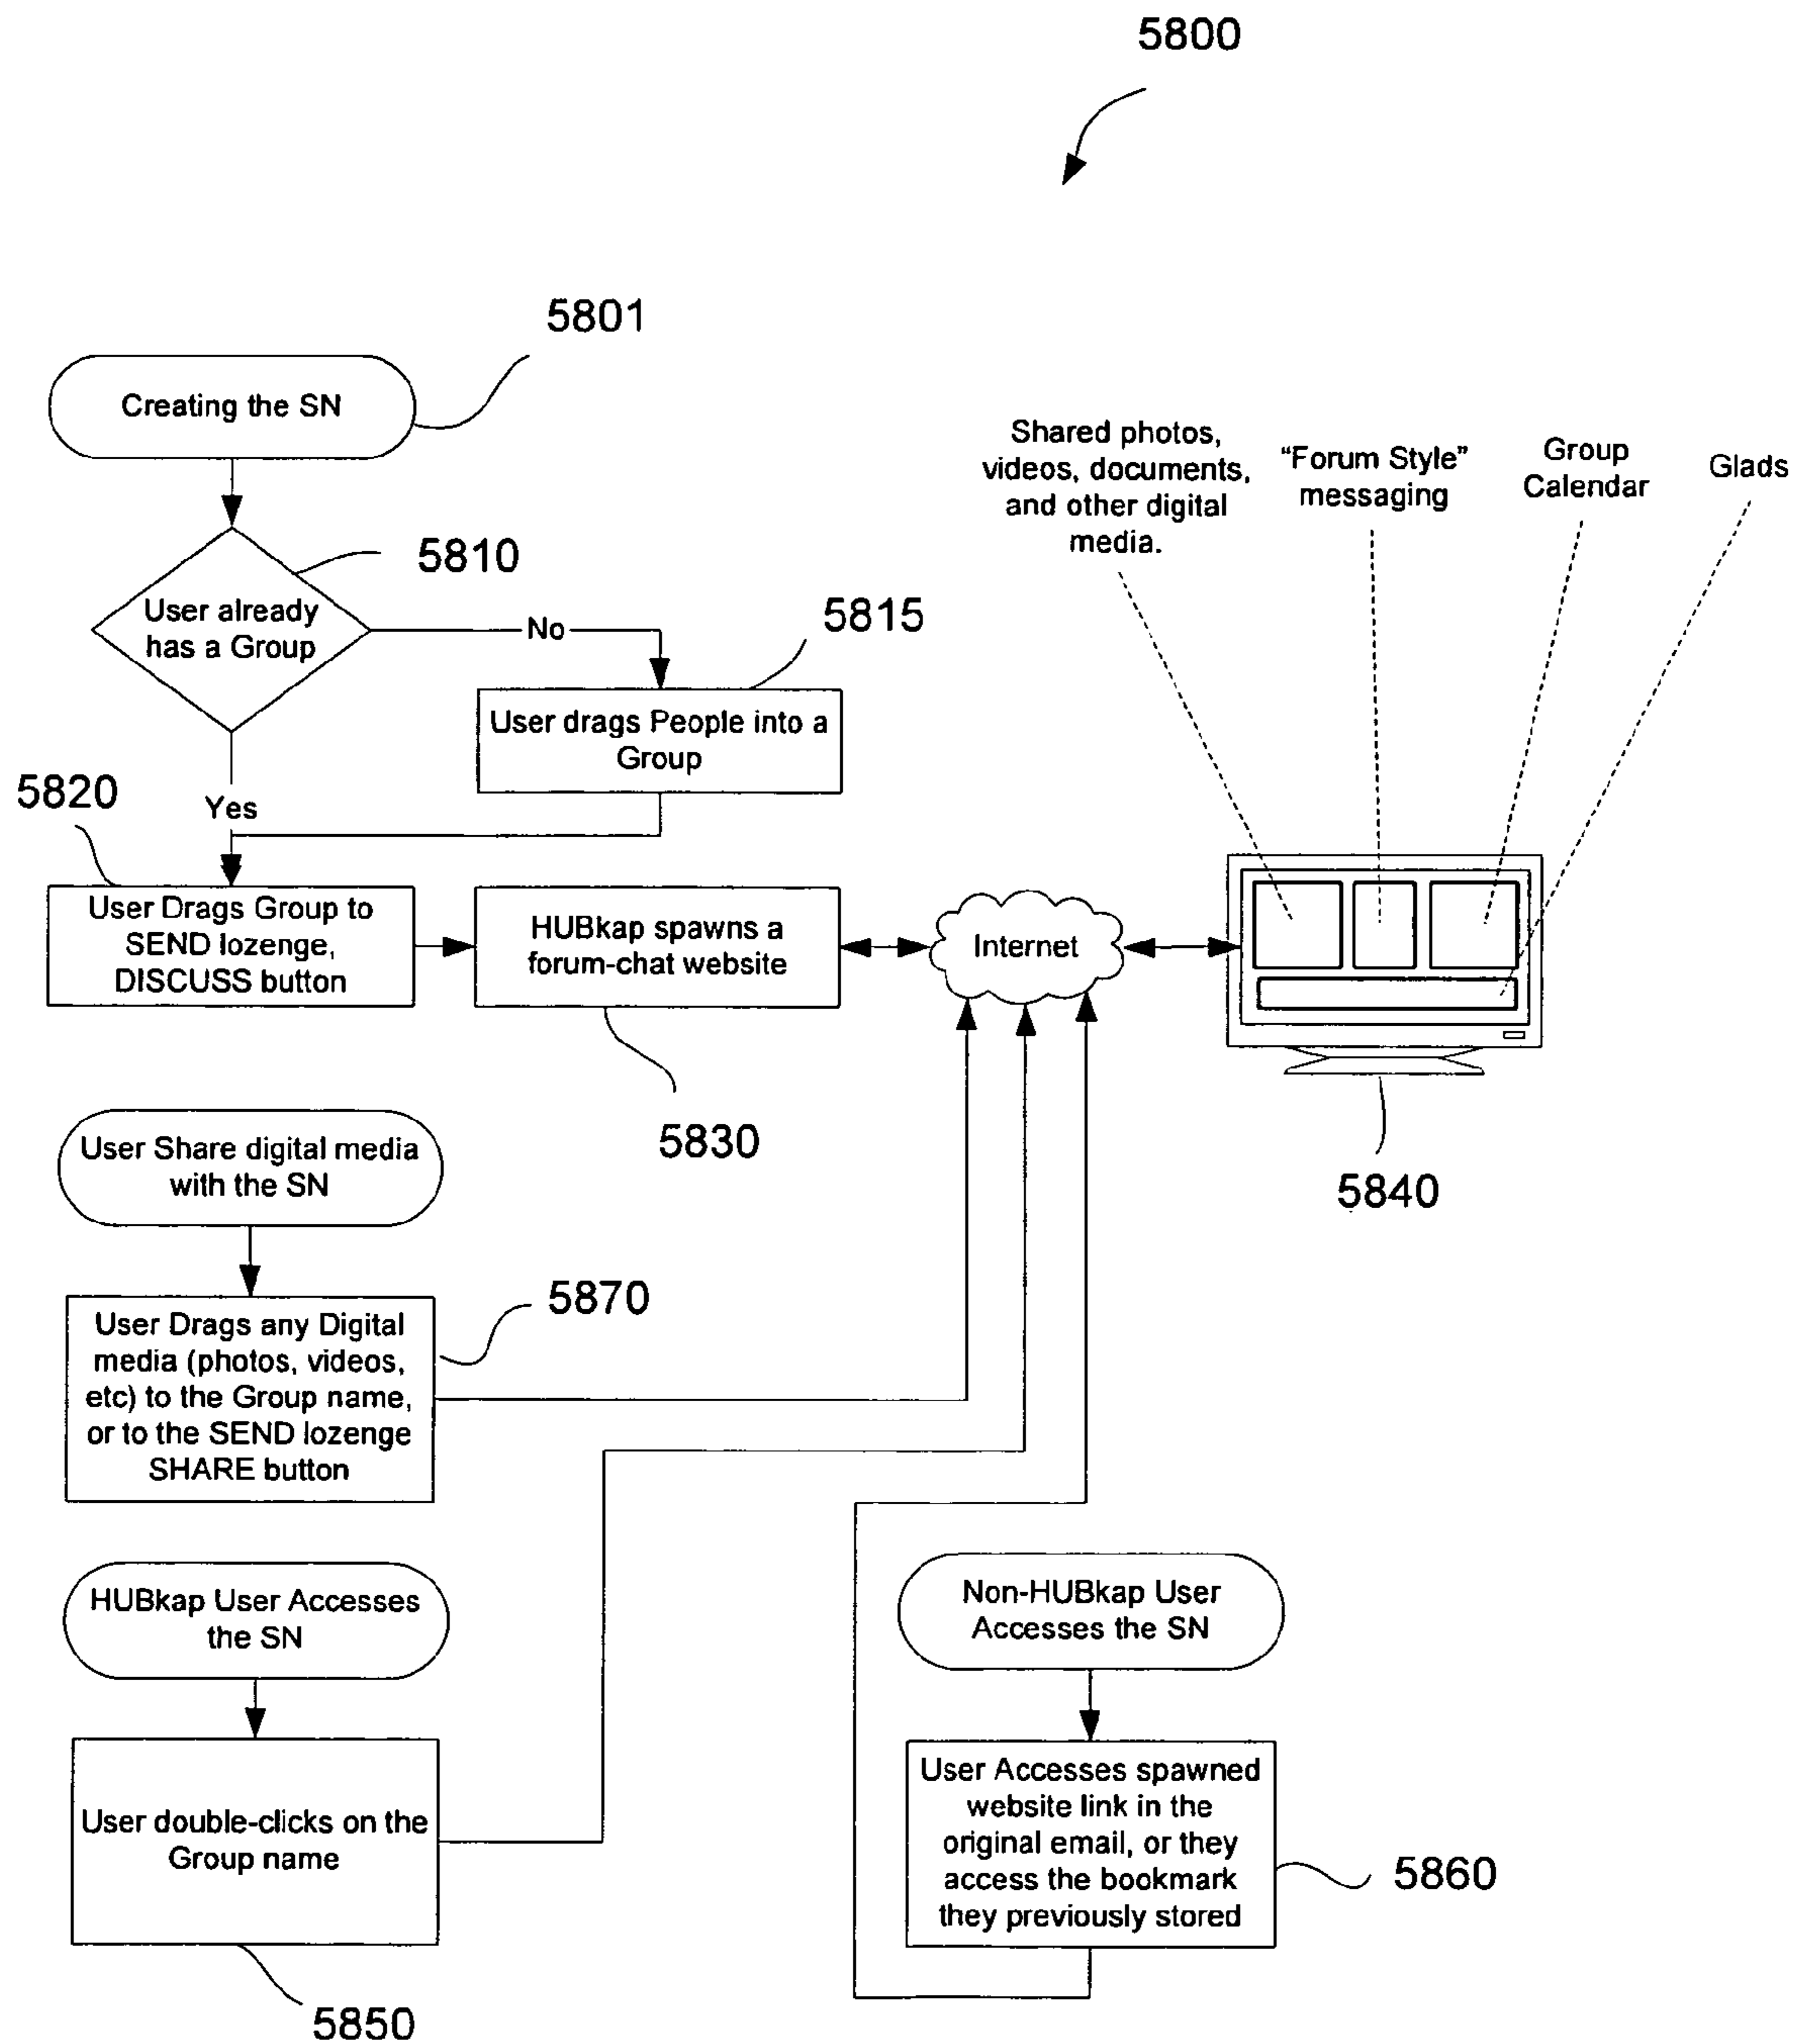 5800
5801
Creating the SN
5810
User already
has a Group
No
5815
User drags People into a
Group
5820
Yes
User Drags Group to
SEND lozenge,
DISCUSS button
HUBkap spawns a
forum-chat website
5830
Internet
Shared photos,
videos, documents,
and other digital
media.
“Forum Style”
messaging
Group
Calendar
Glads
5840
User Share digital media
with the SN
5870
User Drags any Digital
media (photos, videos,
etc) to the Group name,
or to the SEND lozenge
SHARE button
HUBkap User Accesses
the SN
User double-clicks on the
Group name
5850
Non-HUBkap User
Accesses the SN
User Accesses spawned
website link in the
original email, or they
access the bookmark
they previously stored
5860